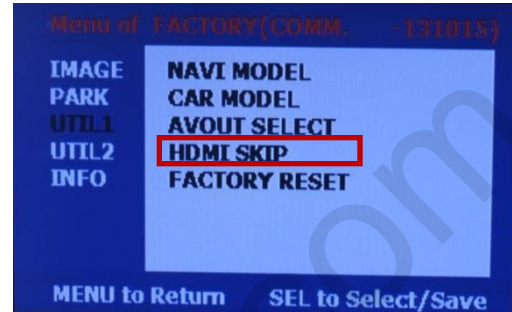 Menu of FACTORY(COMM. -131015)
IMAGE NAVI MODEL
PARK CAR MODEL
UTIL1 AVOUT SELECT
UTIL2 HDMI SKIP
INFO FACTORY RESET
MENU to Return SEL to Select/Save